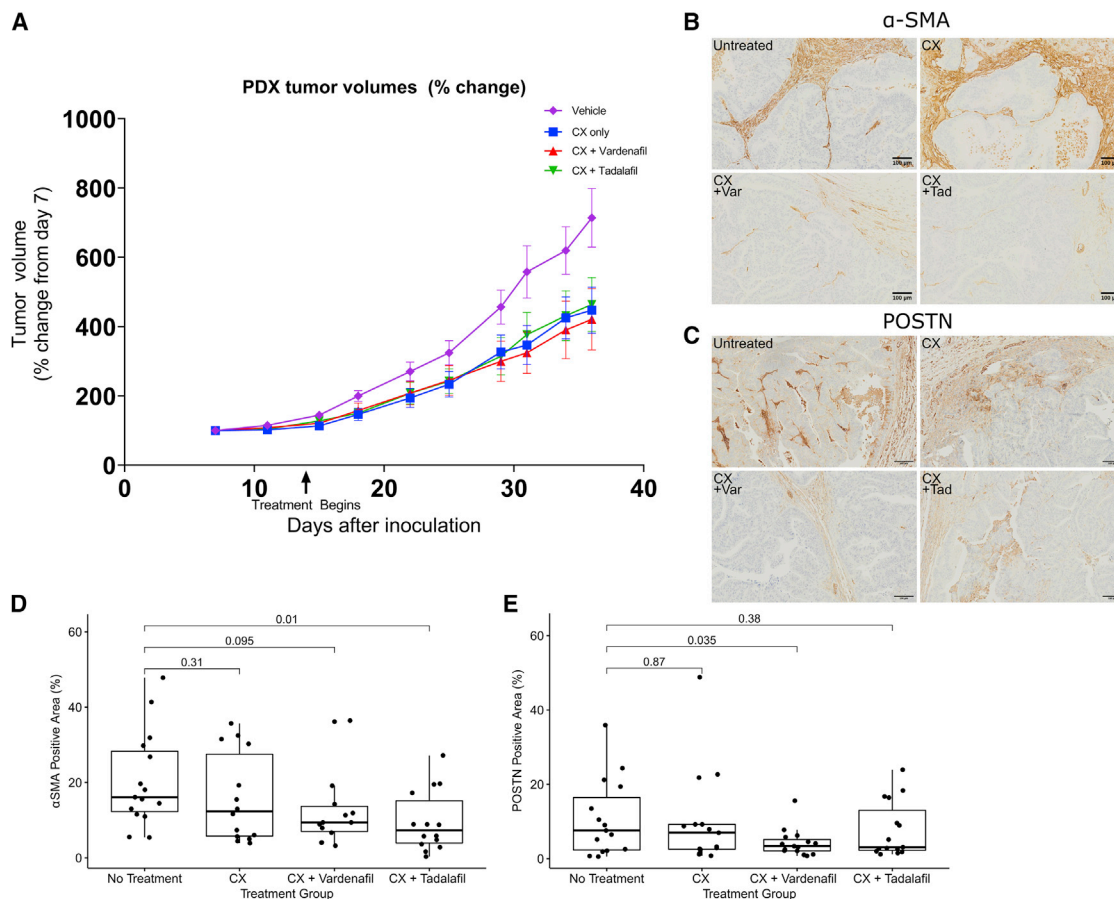 A
PDX tumor volumes (% change)
Vehicle
CX only
CX + Vardenafil
CX + Tadalafil
1000
800
600
400
200
0
Tumor volume
(% change from day 7)
0
10
20
30
40
Treatment Begins
Days after inoculation
B
α-SMA
Untreated
CX
CX
+Var
CX
+Tad
100 µm
100 µm
100 µm
100 µm
C
POSTN
Untreated
CX
CX
+Var
CX
+Tad
D
0.01
0.095
0.31
60
40
20
0
αSMA Positive Area (%)
No Treatment
CX
CX + Vardenafil
CX + Tadalafil
Treatment Group
E
0.38
0.035
0.87
60
40
20
0
POSTN Positive Area (%)
No Treatment
CX
CX + Vardenafil
CX + Tadalafil
Treatment Group